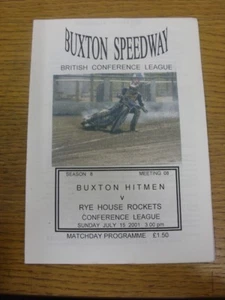 BUXTON SPEEDWAY
BRITISH CONFERENCE LEAGUE
SEASON 8 MEETING 08
BUXTON HITMEN
v
RYE HOUSE ROCKETS
CONFERENCE LEAGUE
SUNDAY JULY 15 2001 3.00 pm
MATCHDAY PROGRAMME £1.50